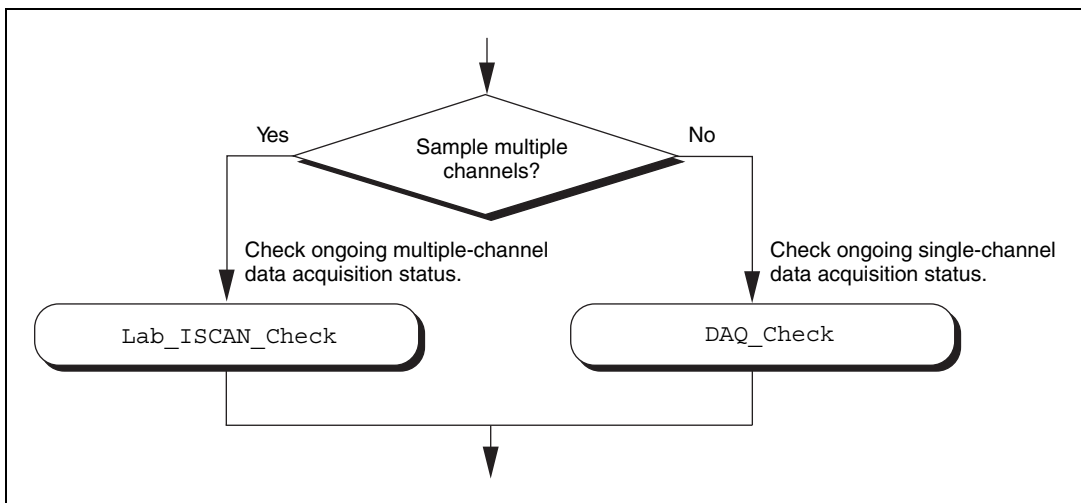 Sample multiple
channels?
Yes
No
Check ongoing multiple-channel
data acquisition status.
Check ongoing single-channel
data acquisition status.
Lab_ISCAN_Check
DAQ_Check